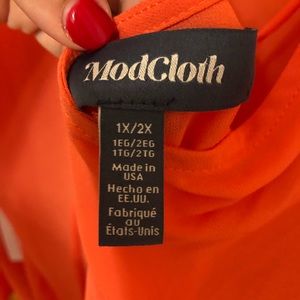 ModCloth
1X/2X
1EG/2EG
1TG/2TG
Made in
USA
Hecho en
EE.UU.
Fabriqué
au
États-Unis